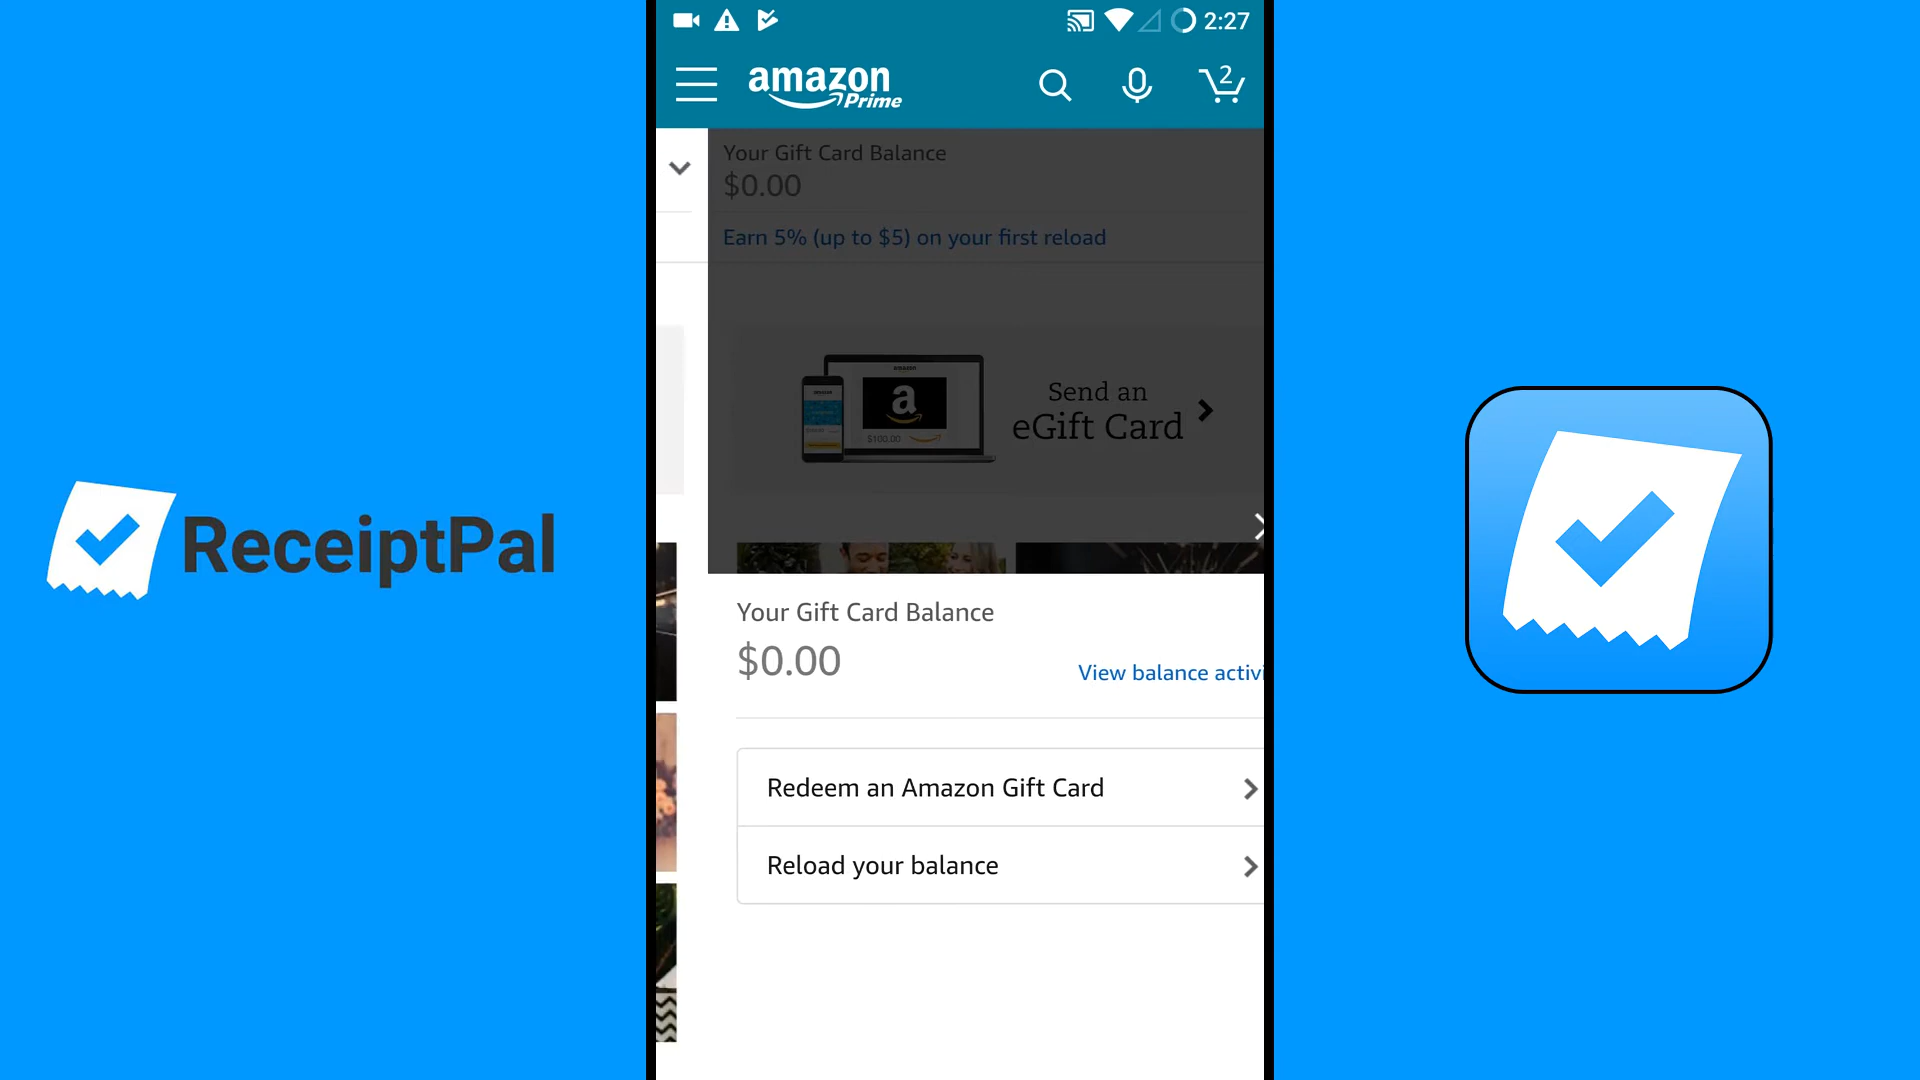 2:27
amazon
Prime
2
Your Gift Card Balance
$0.00
Earn 5% (up to $5) on your first reload
amazon
a
$100.00
Send an
eGift Card
ReceiptPal
Your Gift Card Balance
$0.00
View balance activi
Redeem an Amazon Gift Card
Reload your balance